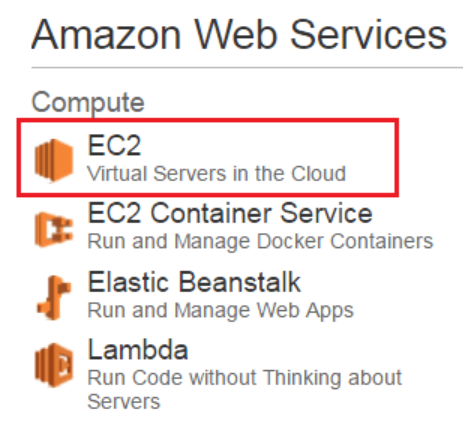 Amazon Web Services
Compute
EC2
Virtual Servers in the Cloud
EC2 Container Service
Run and Manage Docker Containers
Elastic Beanstalk
Run and Manage Web Apps
Lambda
Run Code without Thinking about
Servers